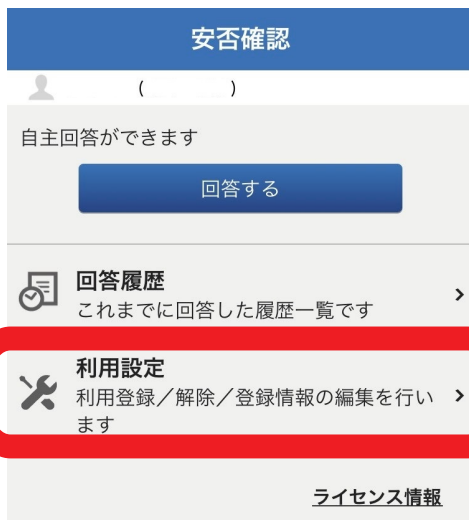 安否確認
( )
自主回答ができます
回答する
回答履歴
これまでに回答した履歴一覧です
利用設定
利用登録／解除／登録情報の編集を行い
ます
ライセンス情報